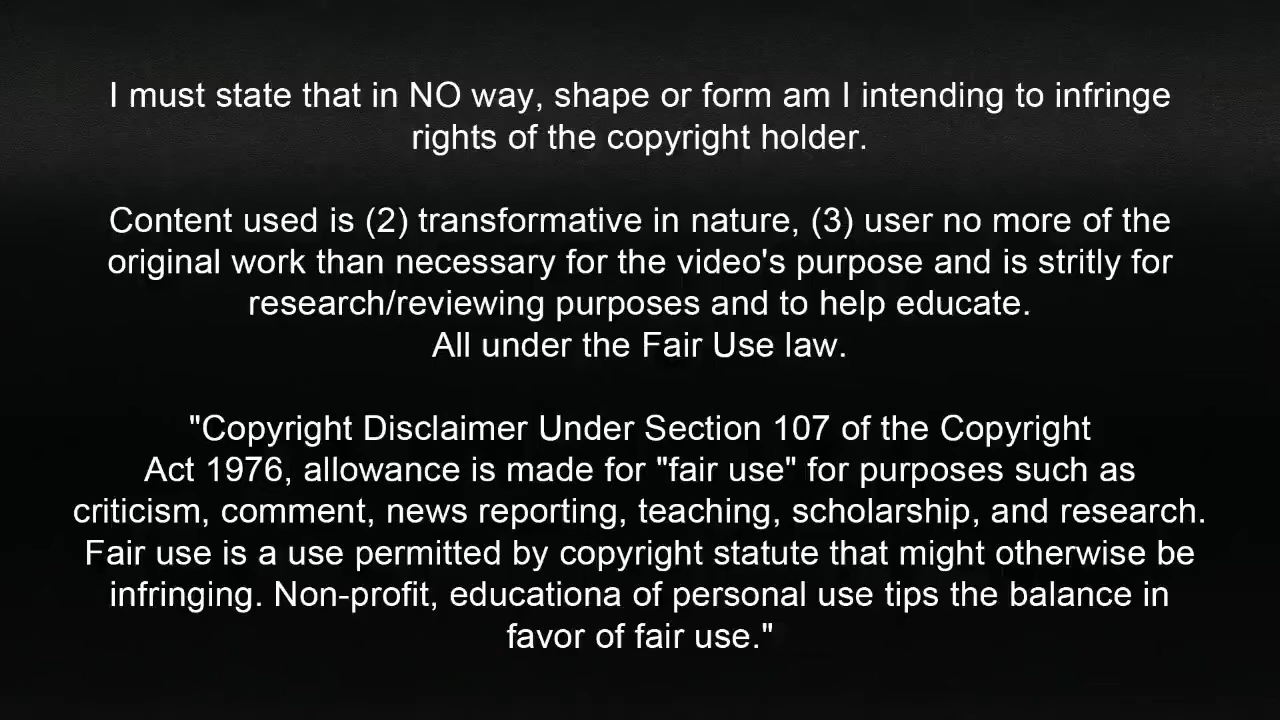 I must state that in NO way, shape or form am I intending to infringe
rights of the copyright holder.
Content used is (2) transformative in nature, (3) user no more of the
original work than necessary for the video's purpose and is stritly for
research/reviewing purposes and to help educate.
All under the Fair Use law.
"Copyright Disclaimer Under Section 107 of the Copyright
Act 1976, allowance is made for "fair use" for purposes such as
criticism, comment, news reporting, teaching, scholarship, and research.
Fair use is a use permitted by copyright statute that might otherwise be
infringing. Non-profit, educationa of personal use tips the balance in
favor of fair use."